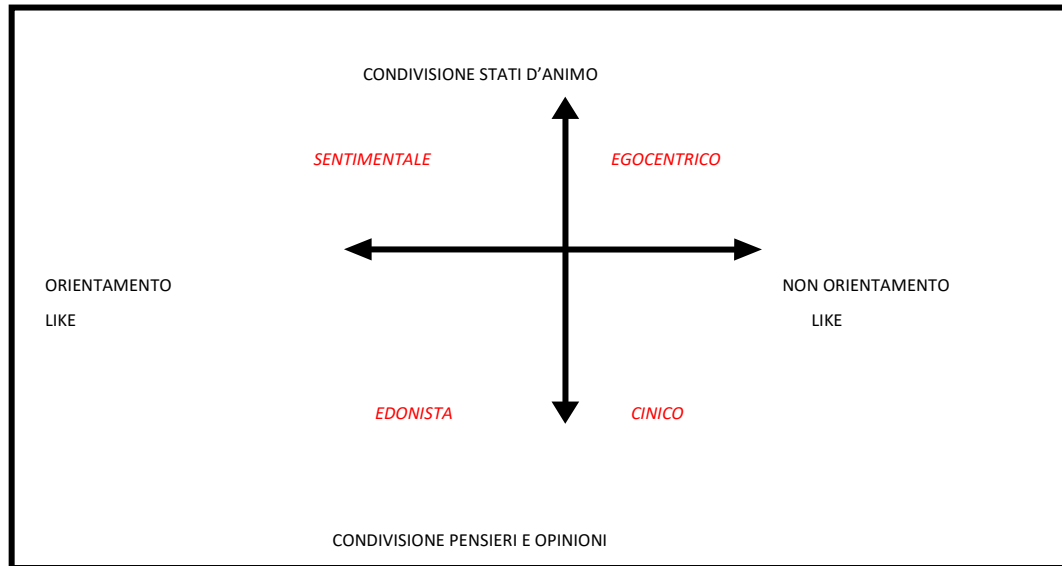 CONDIVISIONE STATI D’ANIMO
SENTIMENTALE
EGOCENTRICO
ORIENTAMENTO
LIKE
NON ORIENTAMENTO
LIKE
EDONISTA
CINICO
CONDIVISIONE PENSIERI E OPINIONI